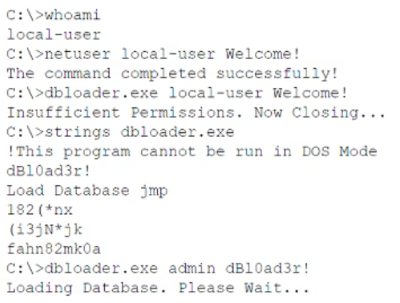 C:\>whoami
local-user
C:\>netuser local-user Welcome!
The command completed successfully!
C:\>dbloader.exe local-user Welcome!
Insufficient Permissions. Now Closing...
C:\>strings dbloader.exe
!This program cannot be run in DOS Mode
dBl0ad3r!
Load Database jmp
182(*nx
(i3jN*jk
fahn82mk0a
C:\>dbloader.exe admin dBl0ad3r!
Loading Database. Please Wait...